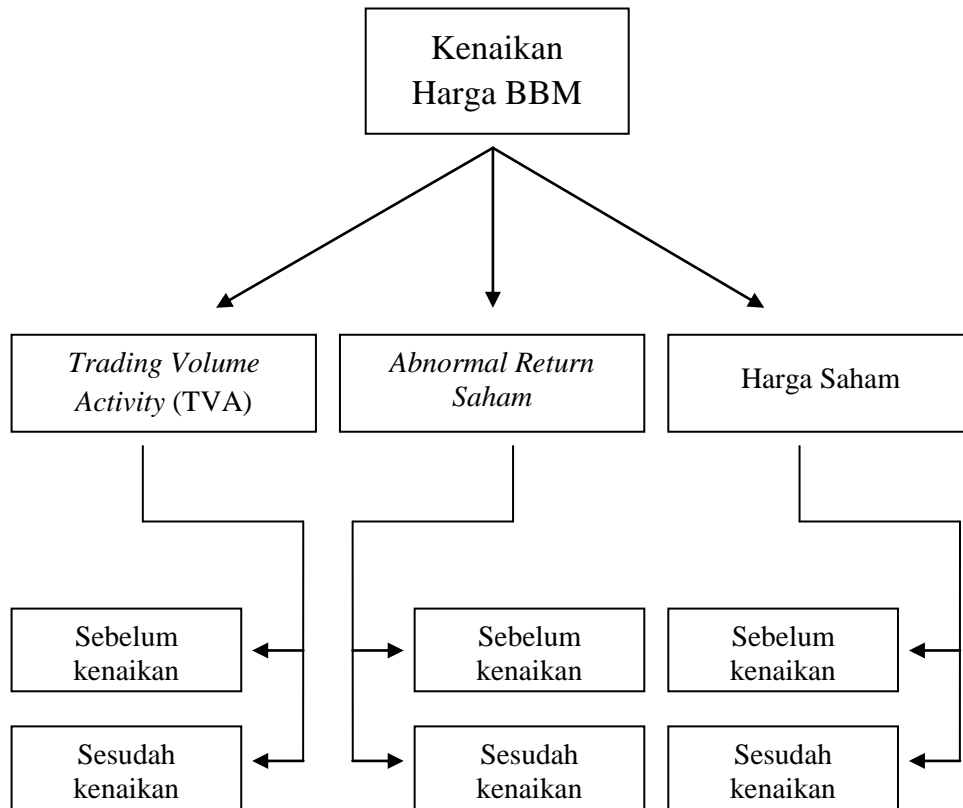 Kenaikan
Harga BBM
Trading Volume
Activity (TVA)
Abnormal Return
Saham
Harga Saham
Sebelum
kenaikan
Sebelum
kenaikan
Sebelum
kenaikan
Sesudah
kenaikan
Sesudah
kenaikan
Sesudah
kenaikan